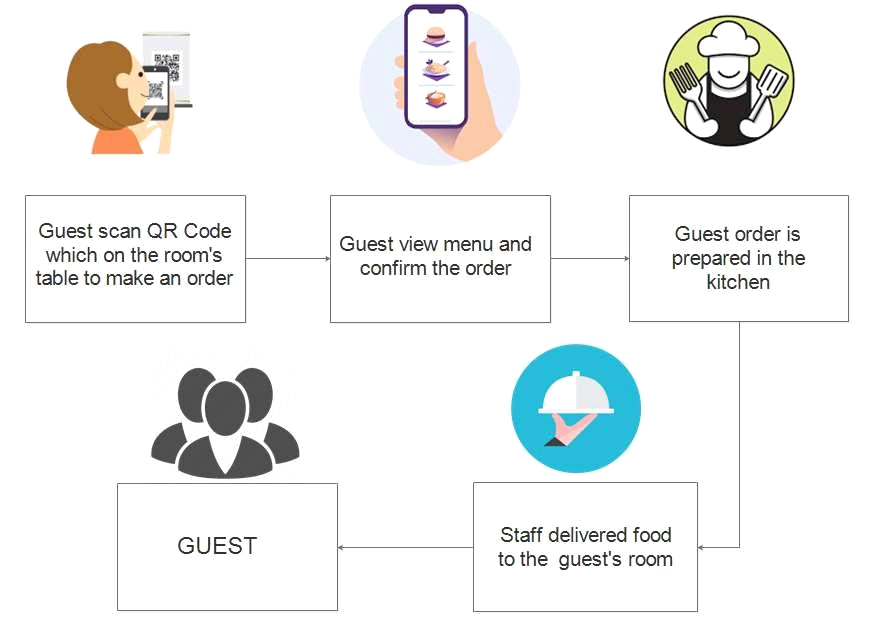 Guest scan QR Code
which on the room's
table to make an order
Guest view menu and
confirm the order
Guest order is
prepared in the
kitchen
GUEST
Staff delivered food
to the guest's room